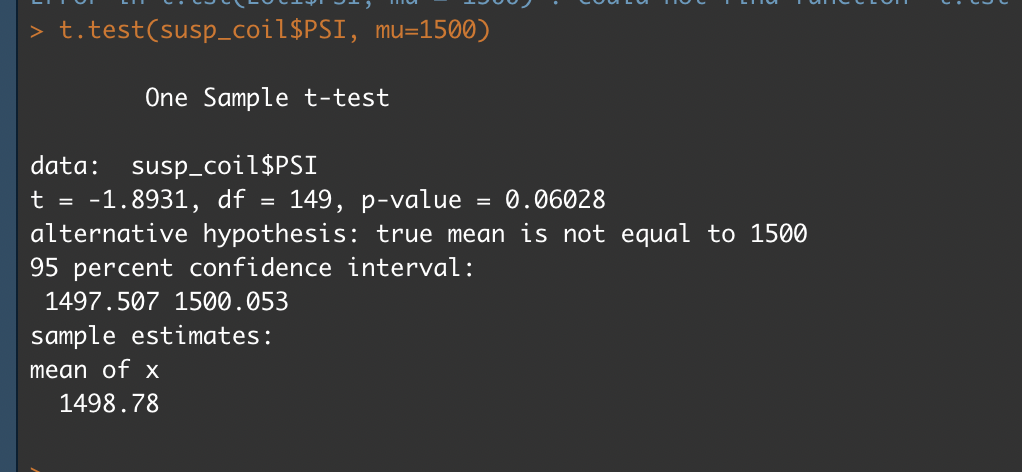 > t.test(susp_coil$PSI, mu=1500)
One Sample t-test
data:  susp_coil$PSI
t = -1.8931, df = 149, p-value = 0.06028
alternative hypothesis: true mean is not equal to 1500
95 percent confidence interval:
 1497.507 1500.053
sample estimates:
mean of x
  1498.78
>